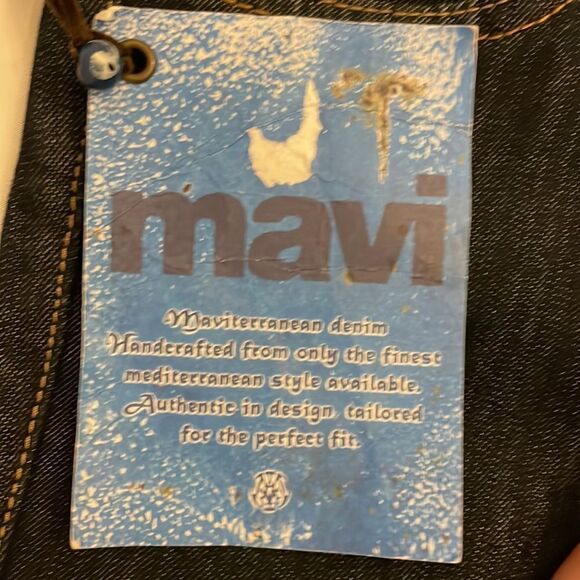 mavi
Maviterranean denim
Handcrafted from only the finest
mediterranean style available.
Authentic in design tailored
for the perfect fit.